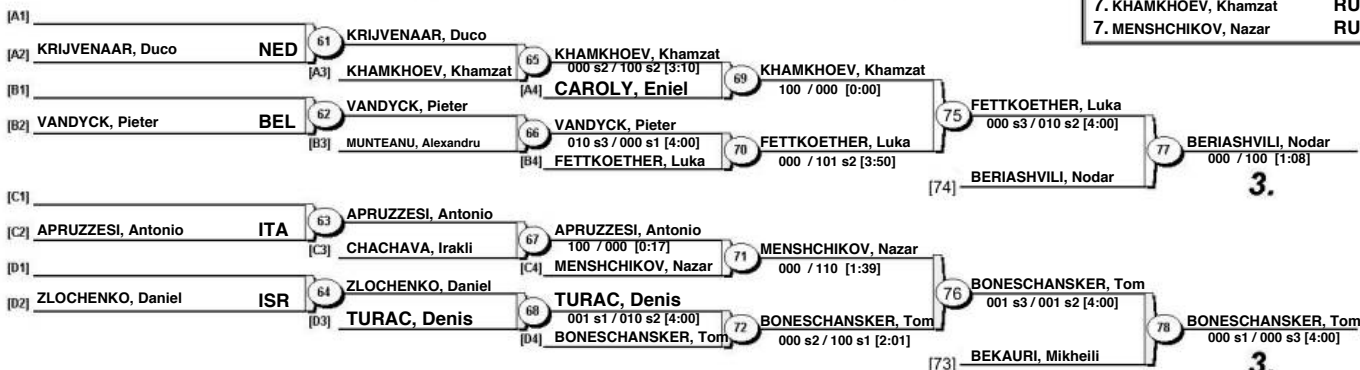 7. KHAMKHOEV, Khamzat RU
7. MENSHCHIKOV, Nazar RU
[A1]
[A2] KRIJVENAAR, Duco NED
61 KRIJVENAAR, Duco
[A3] KHAMKHOEV, Khamzat
65 KHAMKHOEV, Khamzat
000 s2 / 100 s2 [3:10]
[A4] CAROLY, Eniel
69 KHAMKHOEV, Khamzat
100 / 000 [0:00]
[B1]
[B2] VANDYCK, Pieter BEL
62 VANDYCK, Pieter
[B3] MUNTEANU, Alexandru
66 VANDYCK, Pieter
010 s3 / 000 s1 [4:00]
[B4] FETTKOETHER, Luka
70 FETTKOETHER, Luka
000 / 101 s2 [3:50]
75 FETTKOETHER, Luka
000 s3 / 010 s2 [4:00]
[74] BERIASHVILI, Nodar
77 BERIASHVILI, Nodar
000 / 100 [1:08]
3.
[C1]
[C2] APRUZZESI, Antonio ITA
63 APRUZZESI, Antonio
[C3] CHACHAVA, Irakli
67 APRUZZESI, Antonio
100 / 000 [0:17]
[C4] MENSHCHIKOV, Nazar
71 MENSHCHIKOV, Nazar
000 / 110 [1:39]
[D1]
[D2] ZLOCHENKO, Daniel ISR
64 ZLOCHENKO, Daniel
[D3] TURAC, Denis
68 TURAC, Denis
001 s1 / 010 s2 [4:00]
[D4] BONESCHANSKER, Tom
72 BONESCHANSKER, Tom
000 s2 / 100 s1 [2:01]
76 BONESCHANSKER, Tom
001 s3 / 001 s2 [4:00]
[73] BEKAURI, Mikheili
78 BONESCHANSKER, Tom
000 s1 / 000 s3 [4:00]
3.